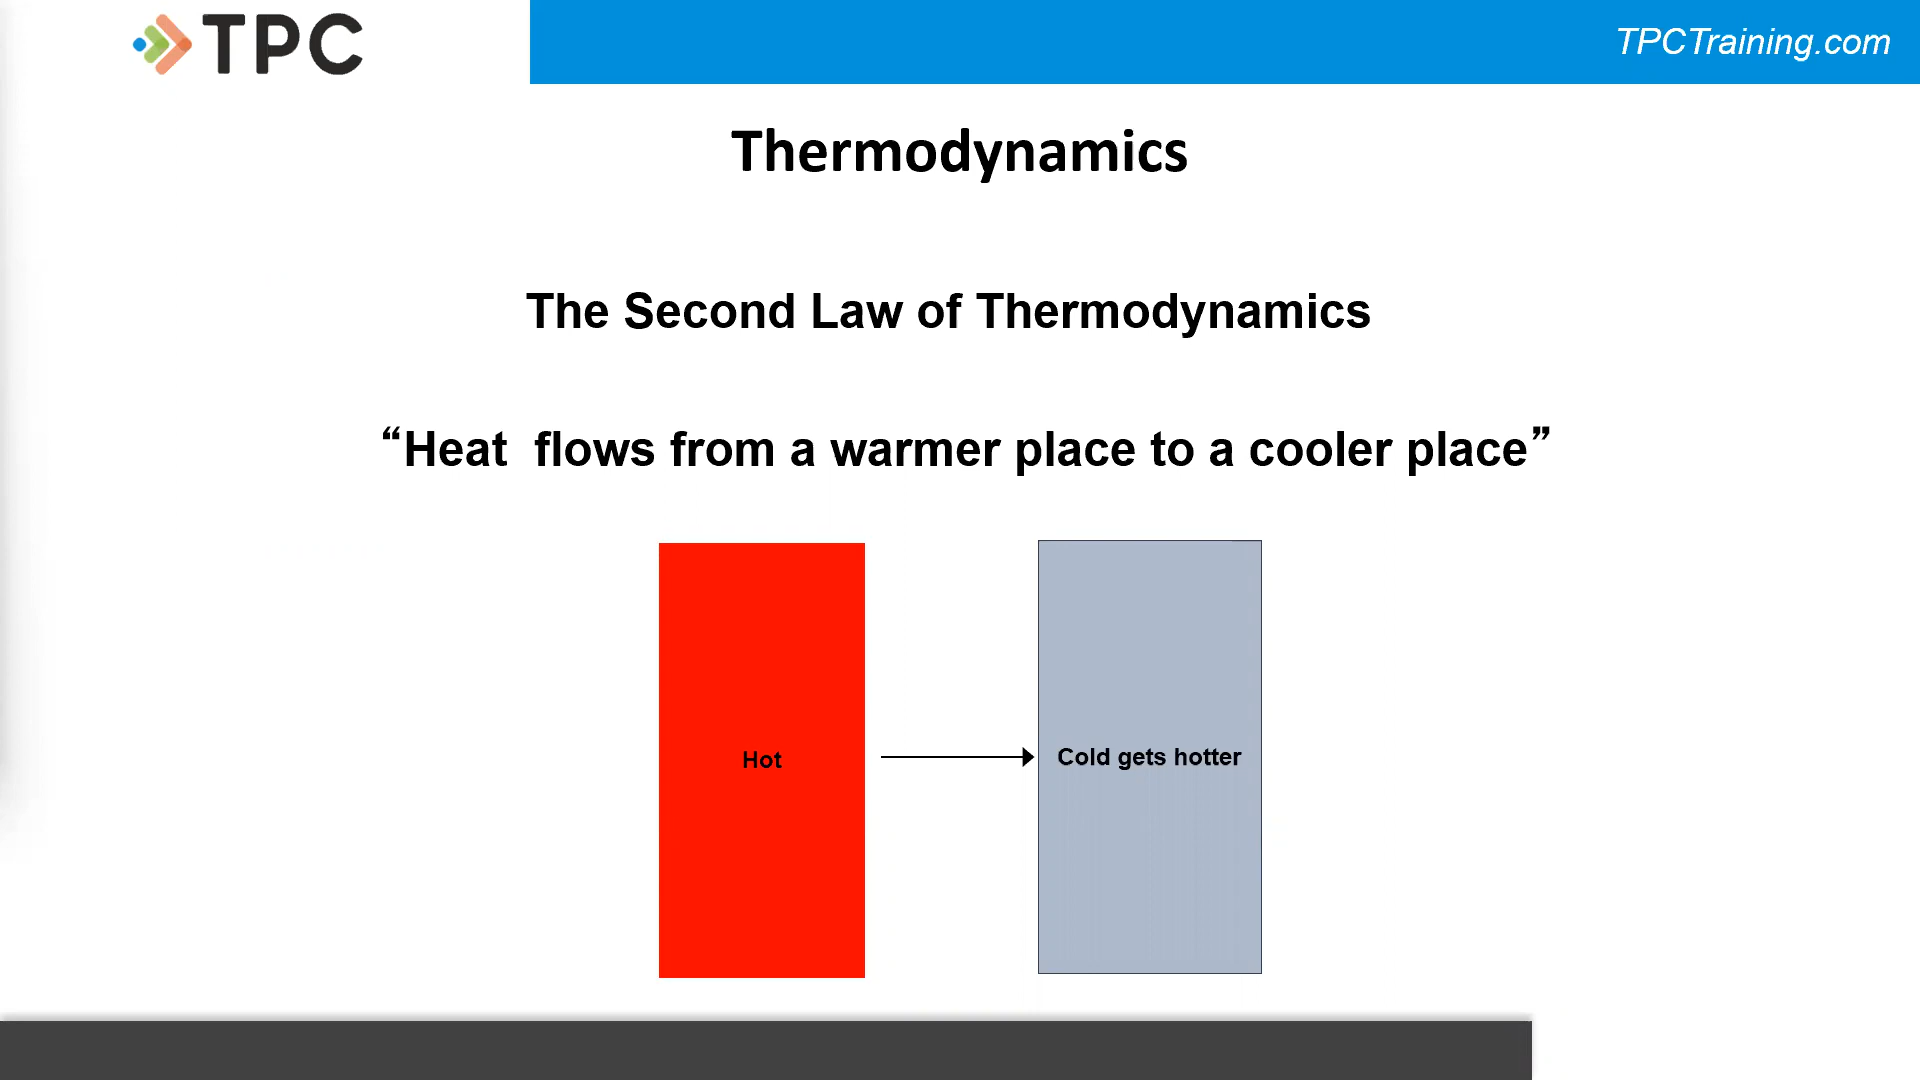 TPC
TPCTraining.com
Thermodynamics
The Second Law of Thermodynamics
“Heat  flows from a warmer place to a cooler place”
Hot
Cold gets hotter